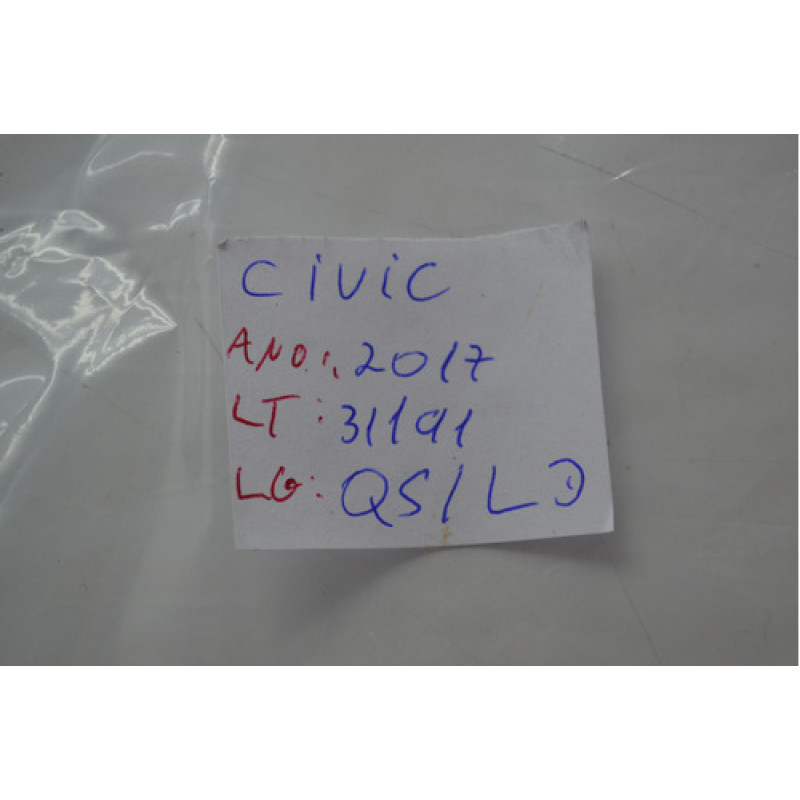 CIVIC
ANO: 2017
LT: 31191
LG: QS/LD